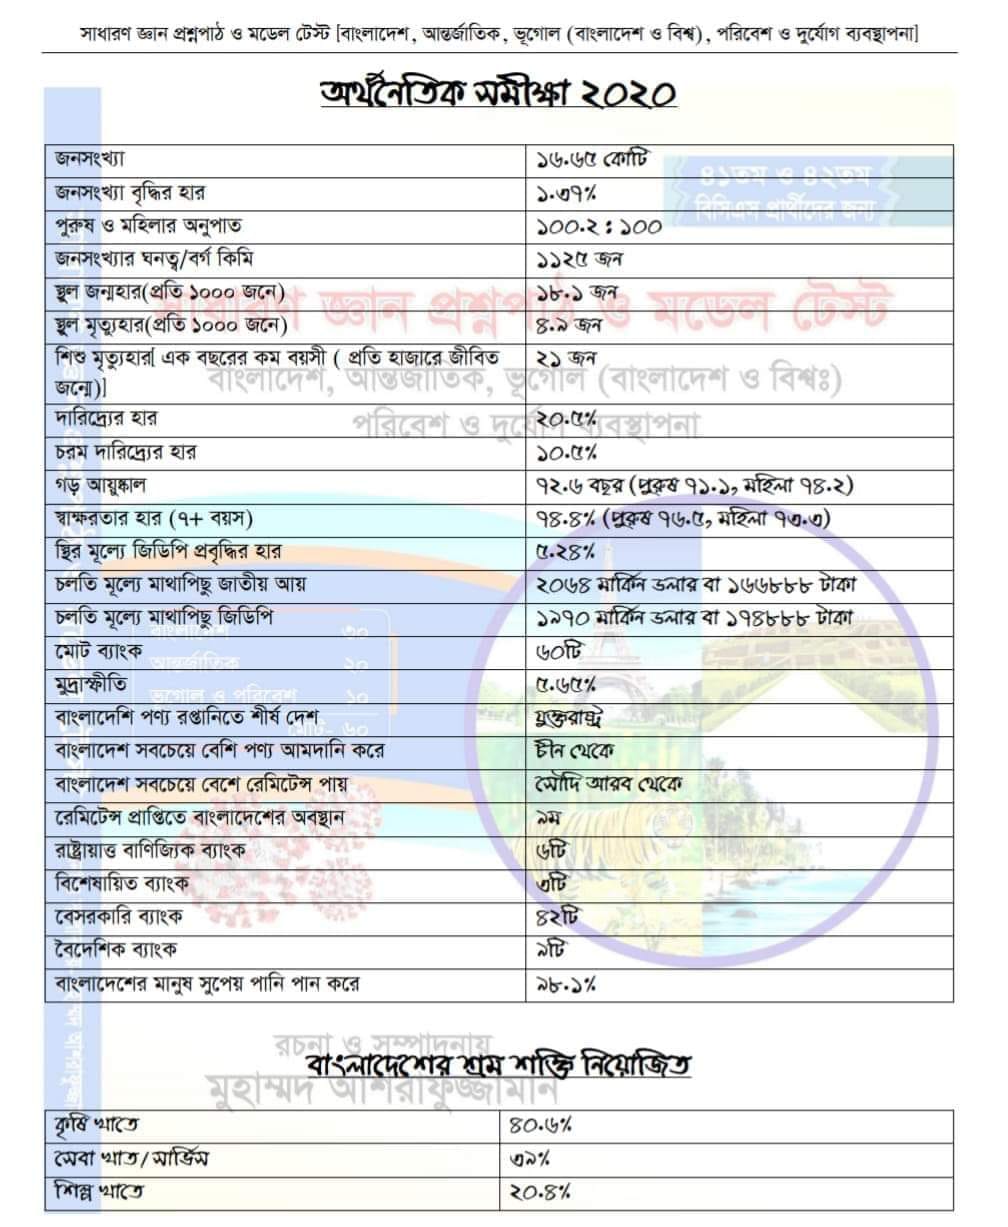 সাধারণ জ্ঞান প্রশ্নপাঠ ও মডেল টেস্ট [বাংলাদেশ, আন্তর্জাতিক, ভূগোল (বাংলাদেশ ও বিশ্ব), পরিবেশ ও দুর্যোগ ব্যবস্থাপনা]
অর্থনৈতিক সমীক্ষা ২০২০
জনসংখ্যা ১৬.৬৫ কোটি
৪১তম ও ৪২তম
জনসংখ্যা বৃদ্ধির হার ১.৩৭%
বিসিএস প্রার্থীদের জন্য
পুরুষ ও মহিলার অনুপাত ১০০.২ : ১০০
জনসংখ্যার ঘনত্ব/বর্গ কিমি ১১২৫ জন
স্থুল জন্মহার(প্রতি ১০০০ জনে) ১৮.১ জন
সাধারণ জ্ঞান প্রশ্নপাঠ ও মডেল টেস্ট
স্থুল মৃত্যুহার(প্রতি ১০০০ জনে) ৪.৯ জন
শিশু মৃত্যুহার[ এক বছরের কম বয়সী ( প্রতি হাজারে জীবিত ২১ জন
জন্মে)]
বাংলাদেশ, আন্তর্জাতিক, ভূগোল (বাংলাদেশ ও বিশ্বঃ)
দারিদ্র্যের হার ২০.৫%
পরিবেশ ও দুর্যোগ ব্যবস্থাপনা
চরম দারিদ্র্যের হার ১০.৫%
গড় আয়ুষ্কাল ৭২.৬ বছর (পুরুষ ৭১.১, মহিলা ৭৪.২)
স্বাক্ষরতার হার (৭+ বয়স) ৭৪.৪% (পুরুষ ৭৬.৫, মহিলা ৭৩.৩)
স্থির মূল্যে জিডিপি প্রবৃদ্ধির হার ৫.২৪%
চলতি মূল্যে মাথাপিছু জাতীয় আয় ২০৬৪ মার্কিন ডলার বা ১৬৬৮৮৮ টাকা
চলতি মূল্যে মাথাপিছু জিডিপি ১৯৭০ মার্কিন ডলার বা ১৭৪৮৮৮ টাকা
বাংলাদেশ ৩০
মোট ব্যাংক ৬০টি
আন্তর্জাতিক ২০
মুদ্রাস্ফীতি ৫.৬৫%
ভূগোল ও পরিবেশ ১০
বাংলাদেশি পণ্য রপ্তানিতে শীর্ষ দেশ যুক্তরাষ্ট্র
মোট- ৬০
বাংলাদেশ সবচেয়ে বেশি পণ্য আমদানি করে চীন থেকে
বাংলাদেশ সবচেয়ে বেশে রেমিটেন্স পায় সৌদি আরব থেকে
রেমিটেন্স প্রাপ্তিতে বাংলাদেশের অবস্থান ৯ম
রাষ্ট্রায়াত্ত বাণিজ্যিক ব্যাংক ৬টি
বিশেষায়িত ব্যাংক ৩টি
বেসরকারি ব্যাংক ৪২টি
বৈদেশিক ব্যাংক ৯টি
বাংলাদেশের মানুষ সুপেয় পানি পান করে ৯৮.১%
রচনা ও সম্পাদনায়
বাংলাদেশের শ্রম শক্তি নিয়োজিত
মুহাম্মদ আশরাফুজ্জামান
কৃষি খাতে ৪০.৬%
সেবা খাত/সার্ভিস ৩৯%
শিল্প খাতে ২০.৪%